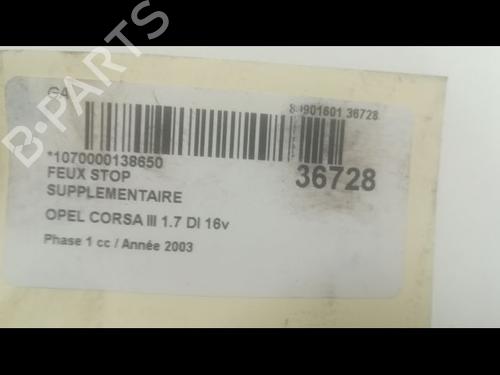 G4
*1070000138650
FEUX STOP
SUPPLEMENTAIRE
OPEL CORSA III 1.7 DI 16v
Phase 1 cc / Année 2003
36728
36728
B-PARTS